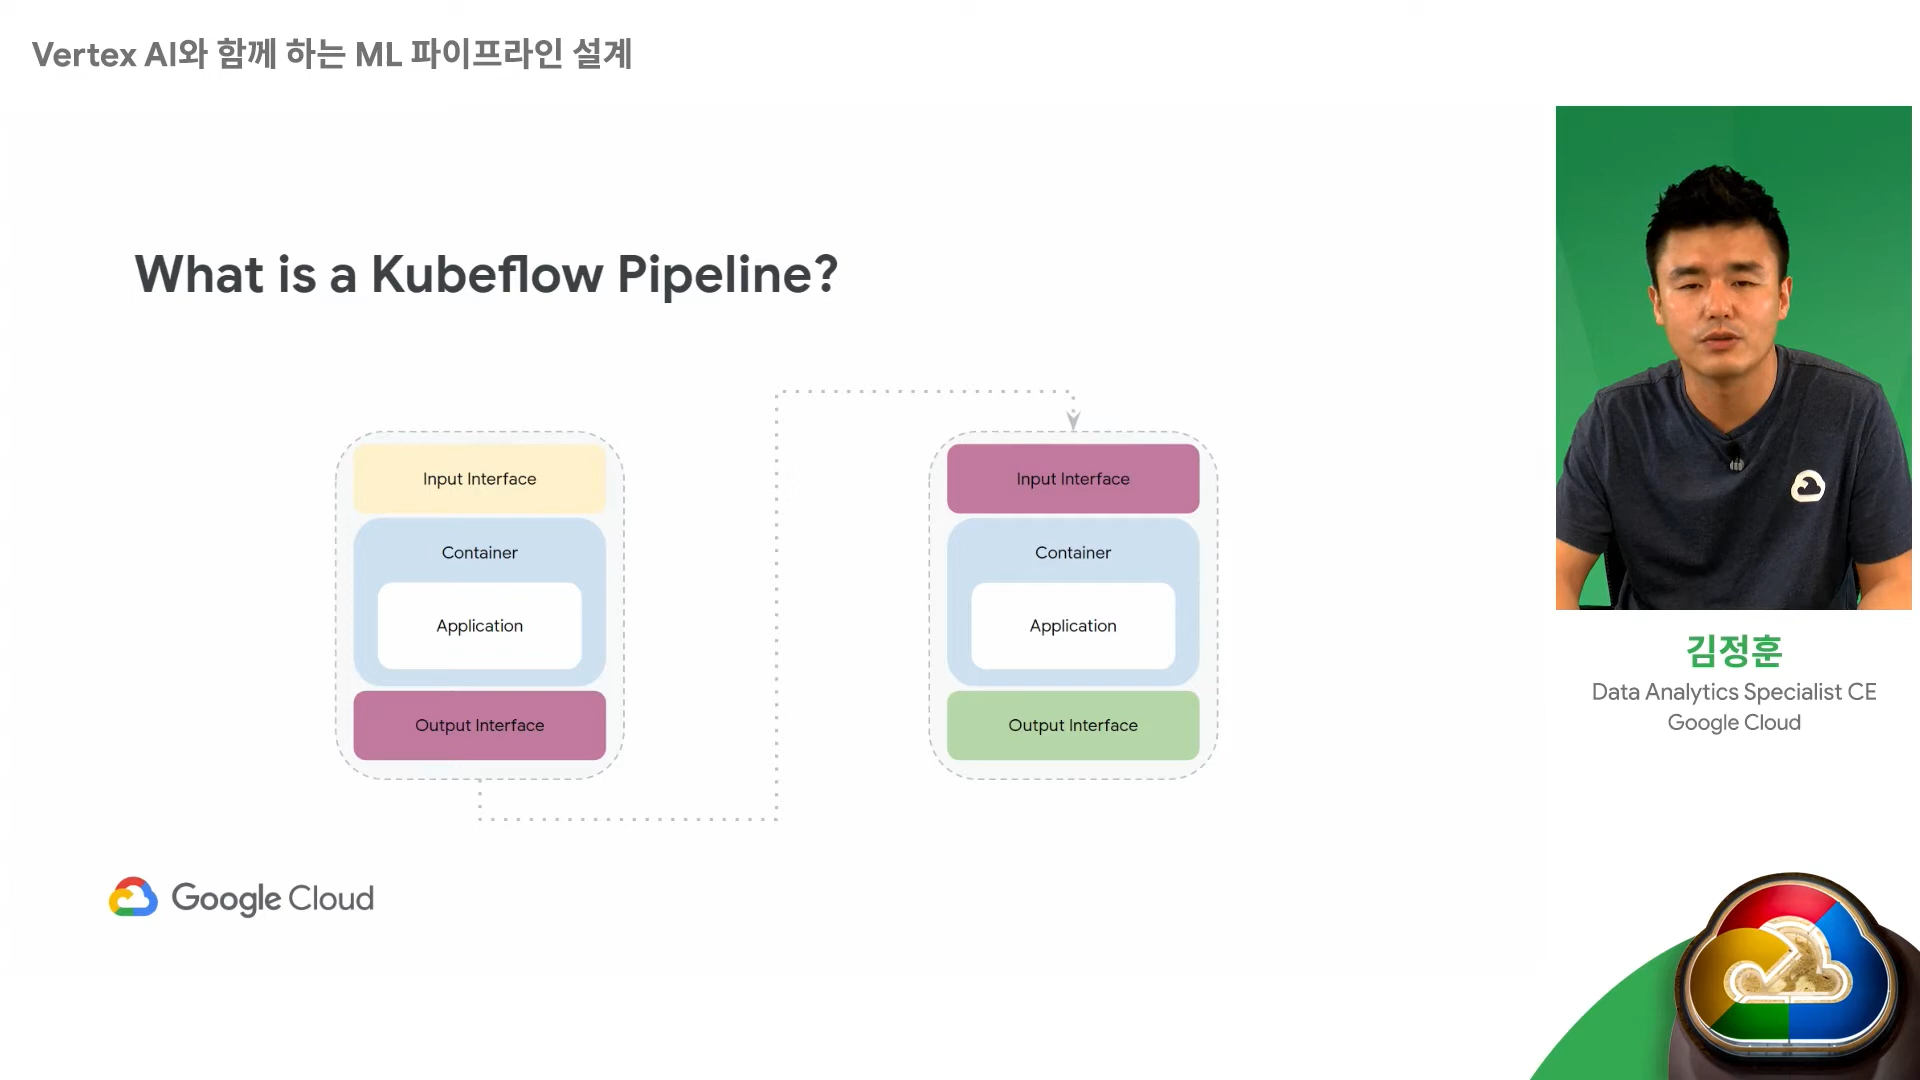 Vertex AI와 함께 하는 ML 파이프라인 설계
What is a Kubeflow Pipeline?
Input Interface
Container
Application
Output Interface
Input Interface
Container
Application
Output Interface
Google Cloud
김정훈
Data Analytics Specialist CE
Google Cloud